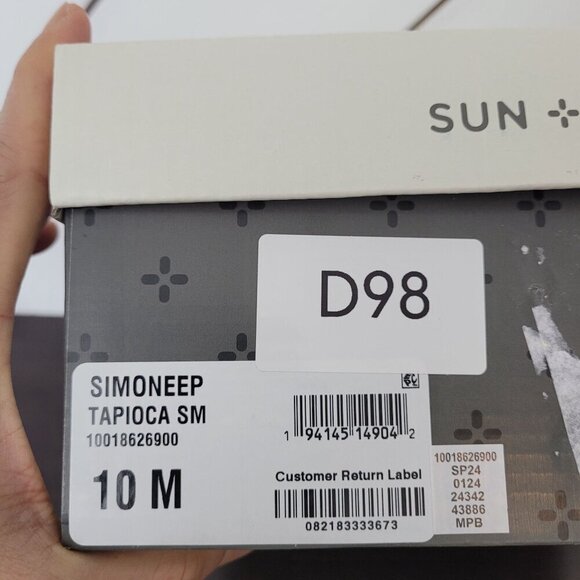 SUN
D98
SIMONEEP
TAPIOCA SM
10018626900
10 M
1 94145 14904 2
Customer Return Label
082183333673
10018626900
SP24
0124
24342
43886
MPB